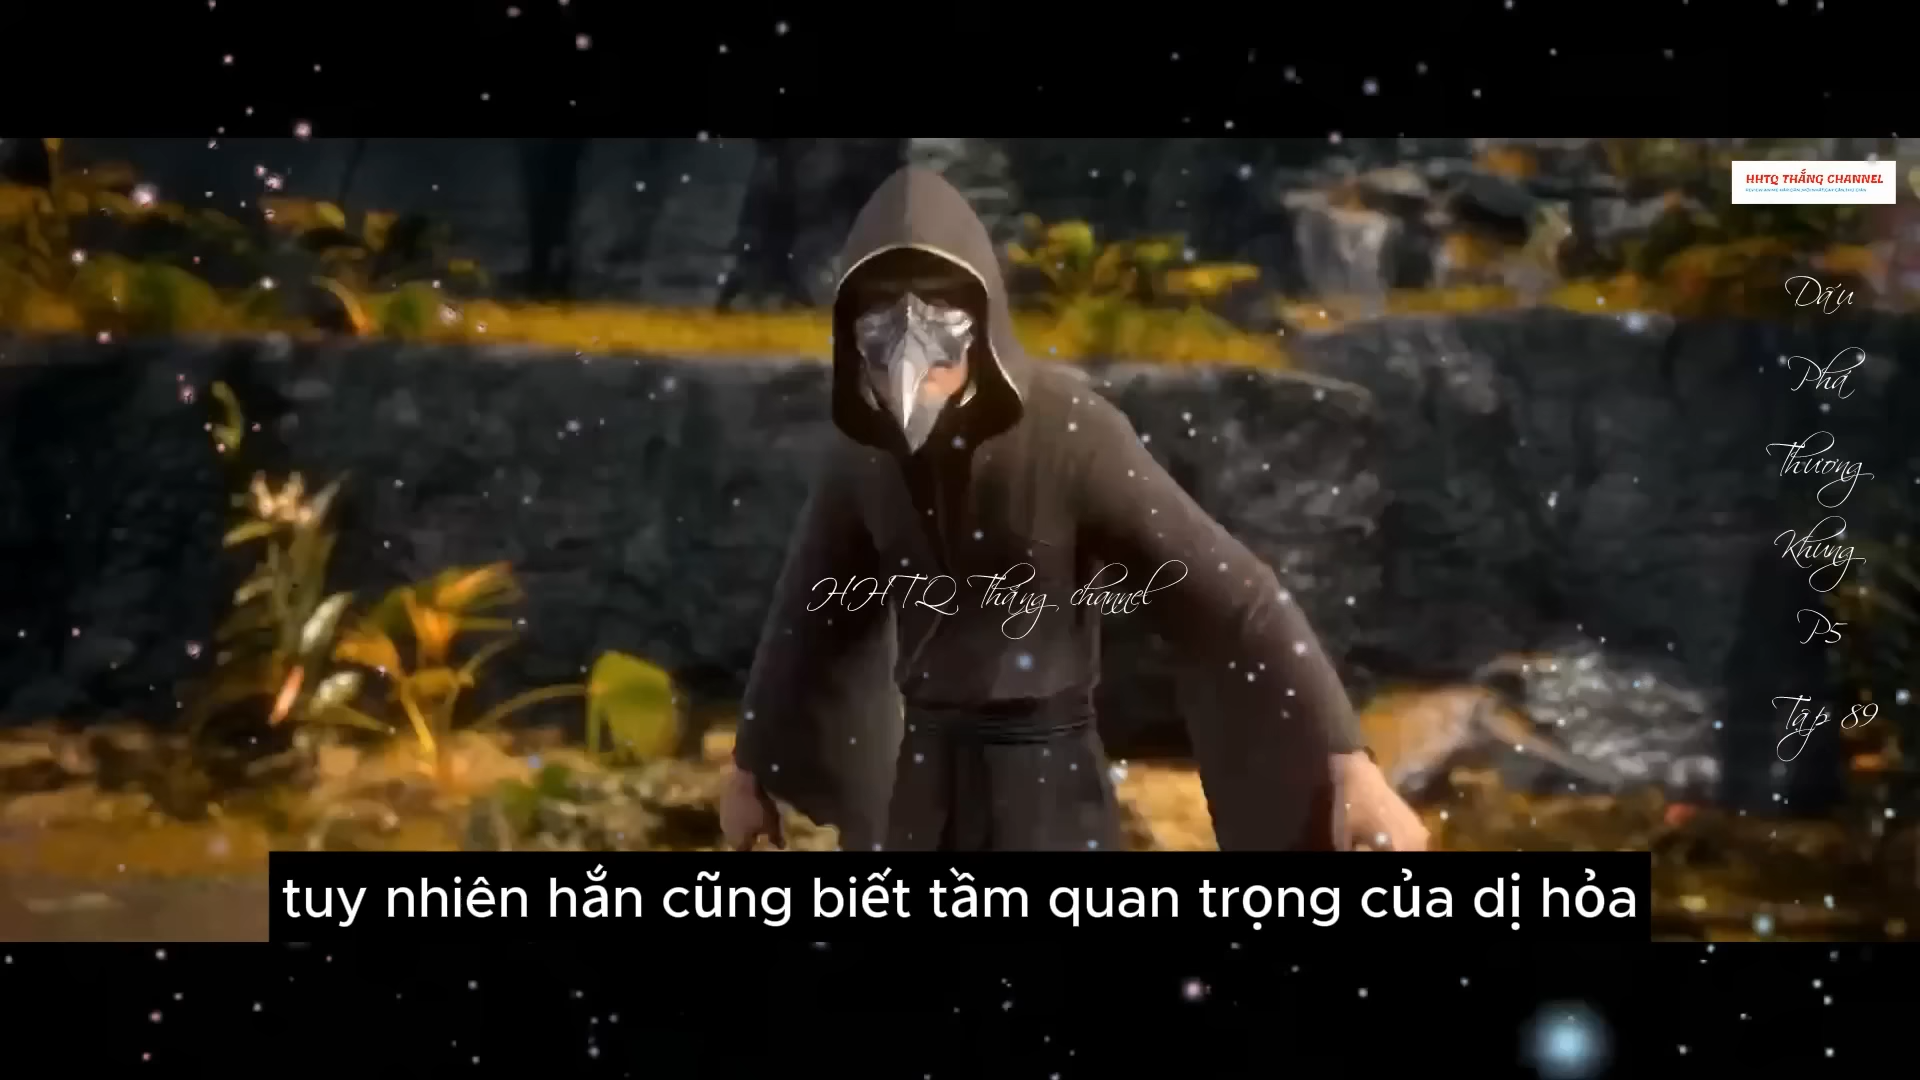 HHTQ THẮNG CHANNEL
Dấu
Phá
Thương
Khung
HHTQ Thắng channel
P5
Tập 89
tuy nhiên hắn cũng biết tầm quan trọng của dị hỏa